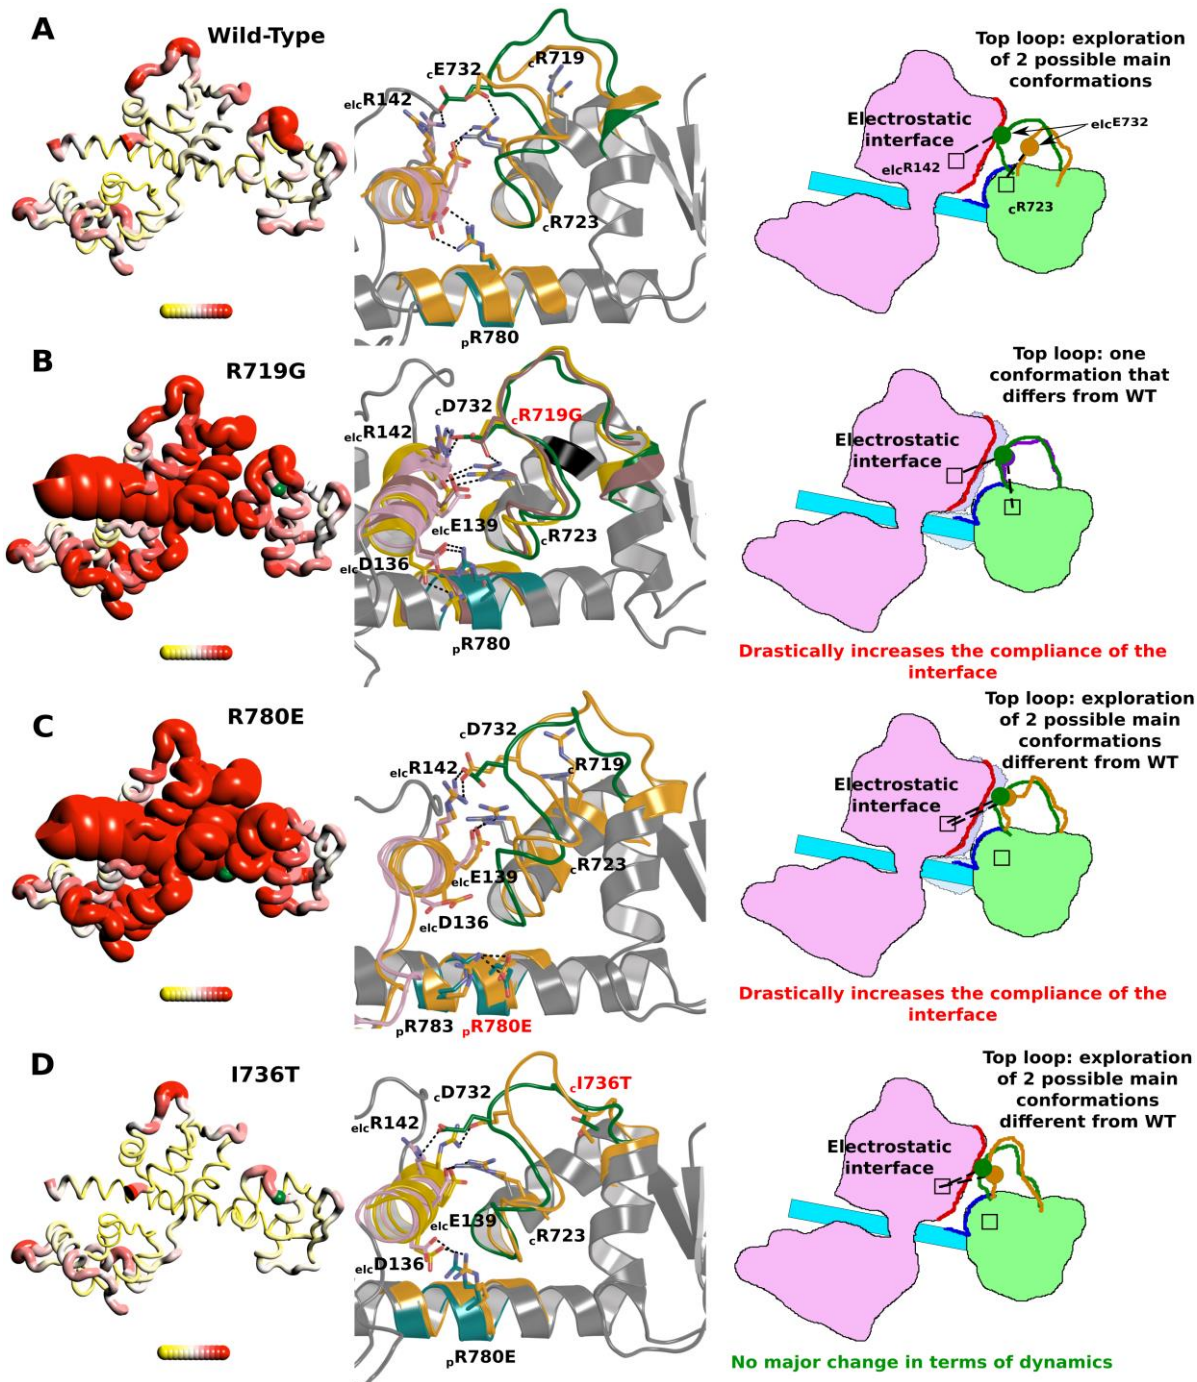 A
Wild-Type
cE732
cR719
elcR142
cR723
pR780
Top loop: exploration
of 2 possible main
conformations
Electrostatic
interface
elcE732
elcR142
cR723
B
R719G
cD732
cR719G
elcR142
elcE139
cR723
elcD136
pR780
Top loop: one
conformation that
differs from WT
Electrostatic
interface
Drastically increases the compliance of the
interface
C
R780E
cD732
elcR142
cR719
cR723
elcE139
elcD136
pR783
pR780E
Top loop: exploration
of 2 possible main
conformations
different from WT
Electrostatic
interface
Drastically increases the compliance of the
interface
D
I736T
cD732
cI736T
elcR142
elcE139
cR723
elcD136
pR780E
Top loop: exploration
of 2 possible main
conformations
different from WT
Electrostatic
interface
No major change in terms of dynamics